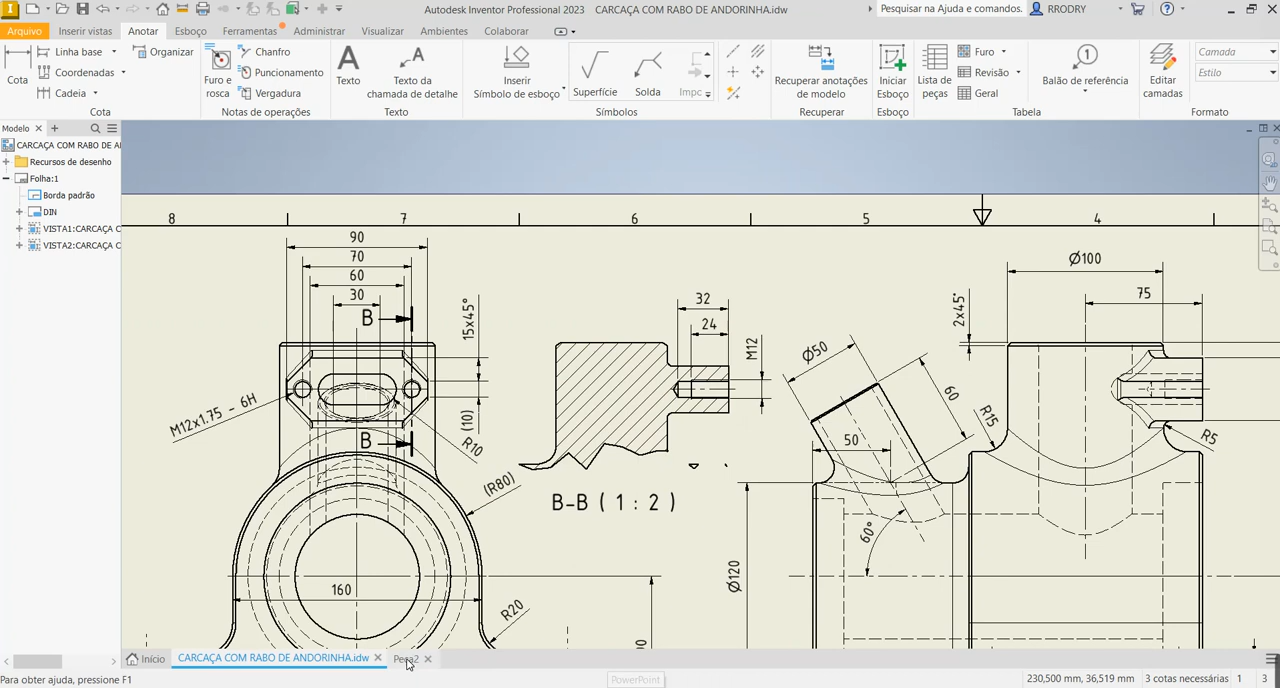 Autodesk Inventor Professional 2023 CARCAÇA COM RABO DE ANDORINHA.idw
Pesquisar na Ajuda e comandos.
RRODRY
Arquivo Inserir vistas Anotar Esboço Ferramentas Administrar Visualizar Ambientes Colaborar
Cota
Linha base
Coordenadas
Cadeia
Organizar
Cota
Furo e rosca
Chanfro
Puncionamento
Vergadura
Notas de operações
Texto
Texto da chamada de detalhe
Texto
Inserir
Símbolo de esboço
Superfície
Solda
Impc
Símbolos
Recuperar anotações de modelo
Recuperar
Iniciar Esboço
Esboço
Lista de peças
Furo
Revisão
Geral
Balão de referência
Tabela
Editar camadas
Camada
Estilo
Formato
Modelo
CARCAÇA COM RABO DE AN
Recursos de desenho
Folha:1
Borda padrão
DIN
VISTA1:CARCAÇA C
VISTA2:CARCAÇA C
8 7 6 5 4
90
70
60
30
B
15x45°
M12x1.75 - 6H
(10)
R10
B
(R80)
160
R20
32
24
M12
B-B ( 1 : 2 )
Ø50
60
50
60°
Ø120
R15
2x45°
Ø100
75
R5
Início
CARCAÇA COM RABO DE ANDORINHA.idw
Peça2
Para obter ajuda, pressione F1
PowerPoint
230,500 mm, 36,519 mm
3 cotas necessárias
1
3